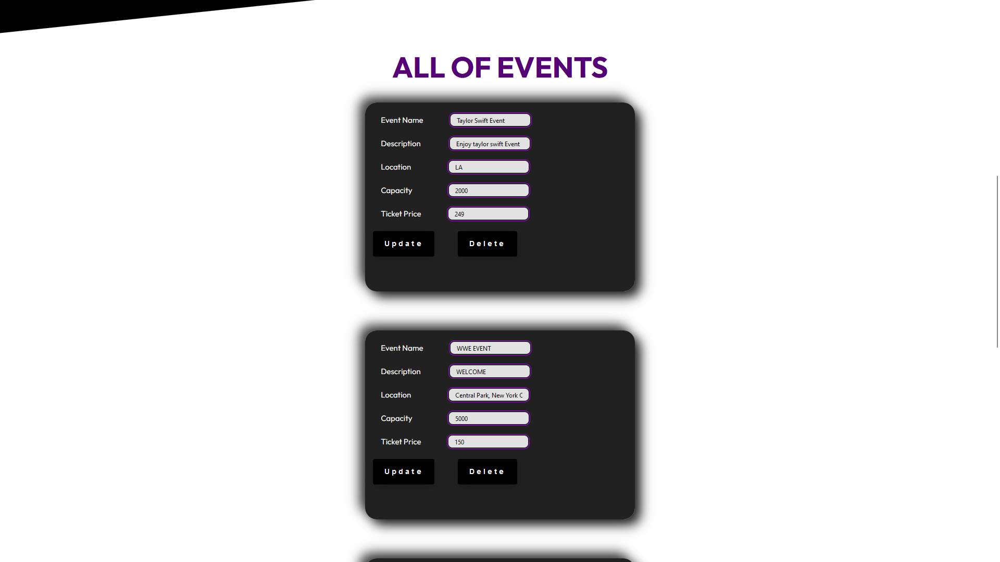 ALL OF EVENTS
Event Name Taylor Swift Event
Description Enjoy taylor swift Event
Location LA
Capacity 2000
Ticket Price 249
Update Delete
Event Name WWE EVENT
Description WELCOME
Location Central Park, New York C
Capacity 5000
Ticket Price 150
Update Delete